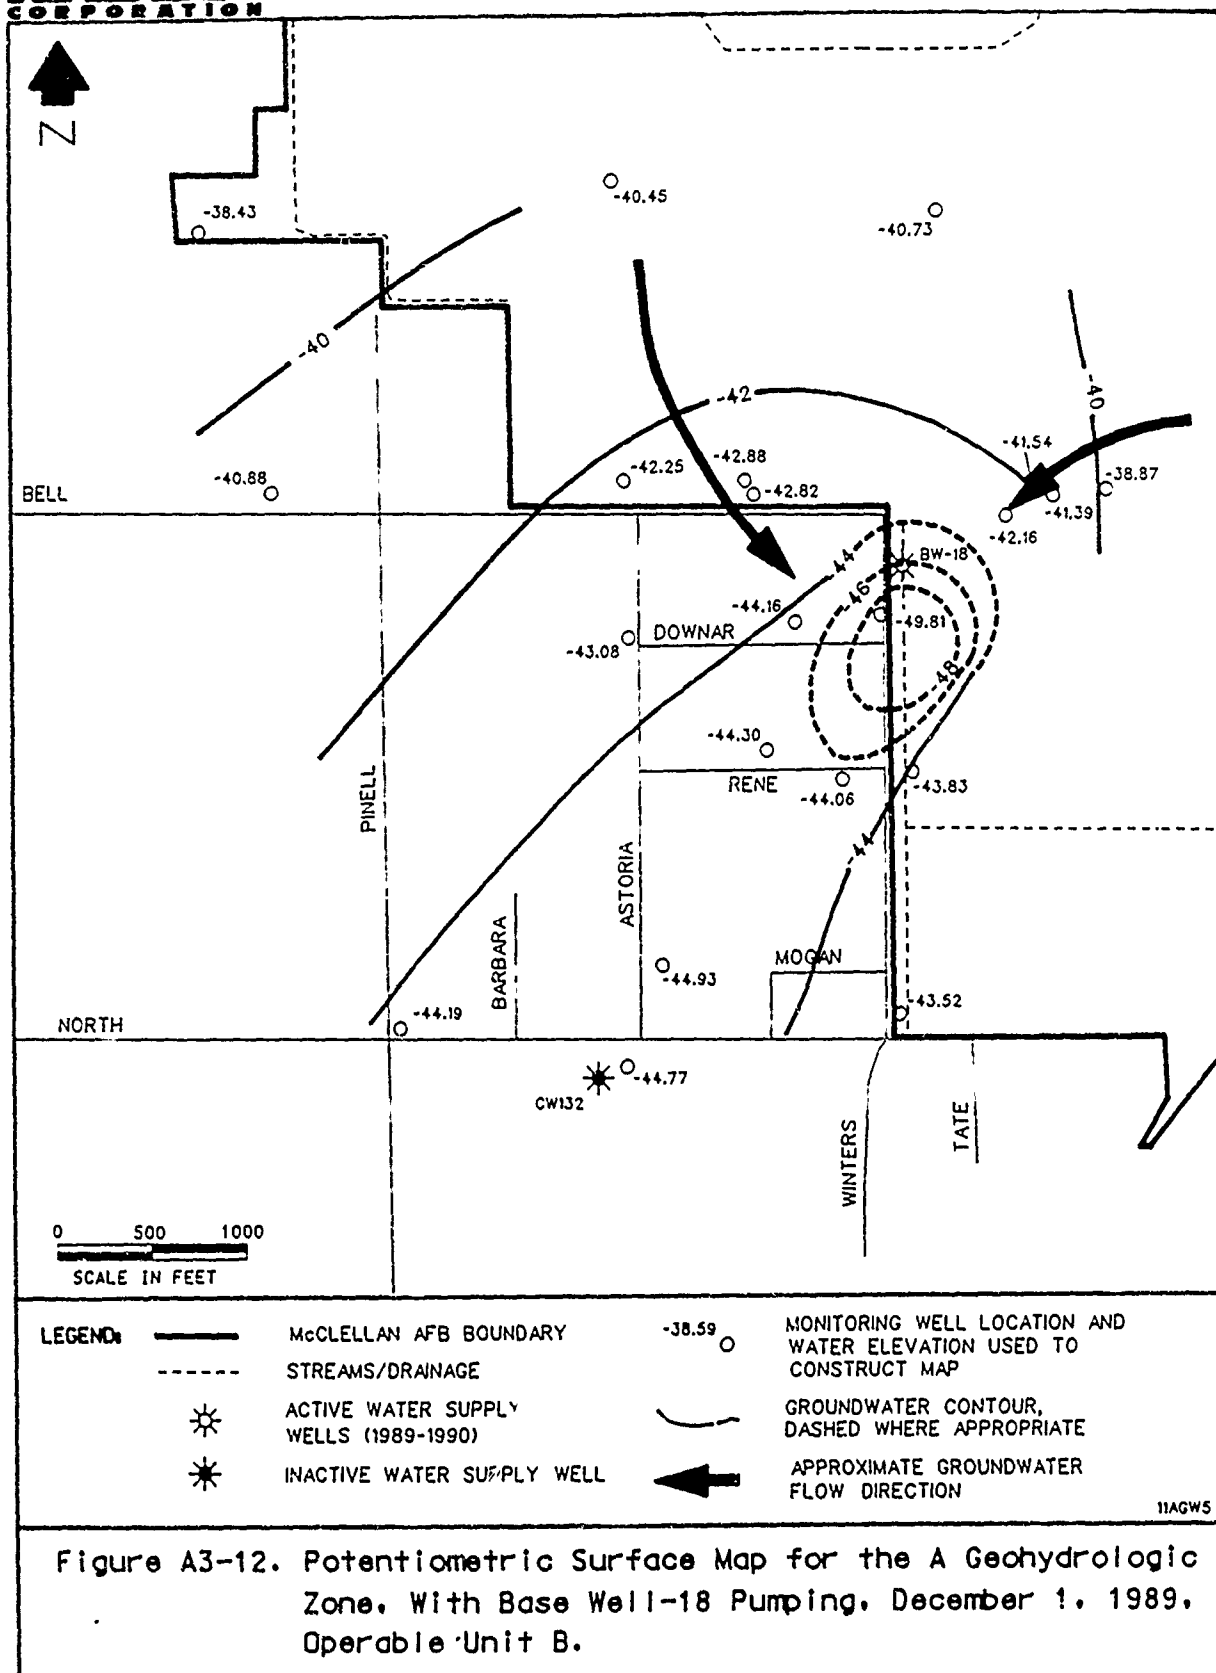 CORPORATION
Z
-38.43
-40.45
-40.73
-40
-42
-40
-41.54
-38.87
-41.39
-42.16
-40.88
-42.25
-42.88
-42.82
BELL
-44
BW-18
-46
-44.16
-49.81
DOWNAR
-43.08
-48
-44.30
RENE
-44.06
-43.83
PINELL
-44
ASTORIA
BARBARA
MOGAN
-44.93
-43.52
-44.19
NORTH
-44.77
CW132
WINTERS
TATE
0 500 1000
SCALE IN FEET
LEGEND:
McCLELLAN AFB BOUNDARY
STREAMS/DRAINAGE
ACTIVE WATER SUPPLY
WELLS (1989-1990)
INACTIVE WATER SUPPLY WELL
-38.59
MONITORING WELL LOCATION AND
WATER ELEVATION USED TO
CONSTRUCT MAP
GROUNDWATER CONTOUR,
DASHED WHERE APPROPRIATE
APPROXIMATE GROUNDWATER
FLOW DIRECTION
11AGW5
Figure A3-12. Potentiometric Surface Map for the A Geohydrologic
Zone, With Base Well-18 Pumping, December 1, 1989,
Operable Unit B.